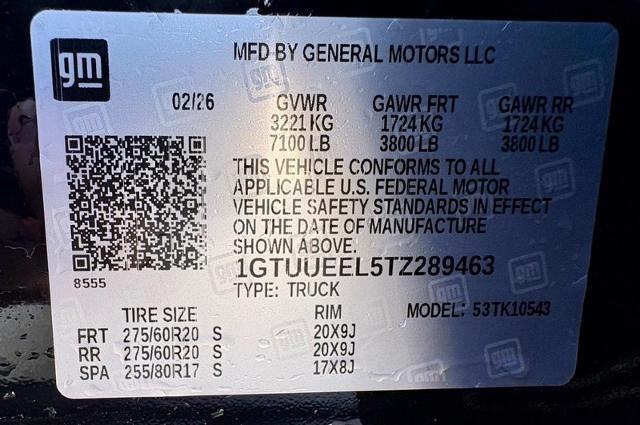 gm
MFD BY GENERAL MOTORS LLC
02/26 GVWR GAWR FRT GAWR RR
3221 KG 1724 KG 1724 KG
7100 LB 3800 LB 3800 LB
THIS VEHICLE CONFORMS TO ALL
APPLICABLE U.S. FEDERAL MOTOR
VEHICLE SAFETY STANDARDS IN EFFECT
ON THE DATE OF MANUFACTURE
SHOWN ABOVE.
8555
1GTUUEEL5TZ289463
TYPE: TRUCK
TIRE SIZE RIM MODEL: 53TK10543
FRT 275/60R20 S 20X9J
RR 275/60R20 S 20X9J
SPA 255/80R17 S 17X8J